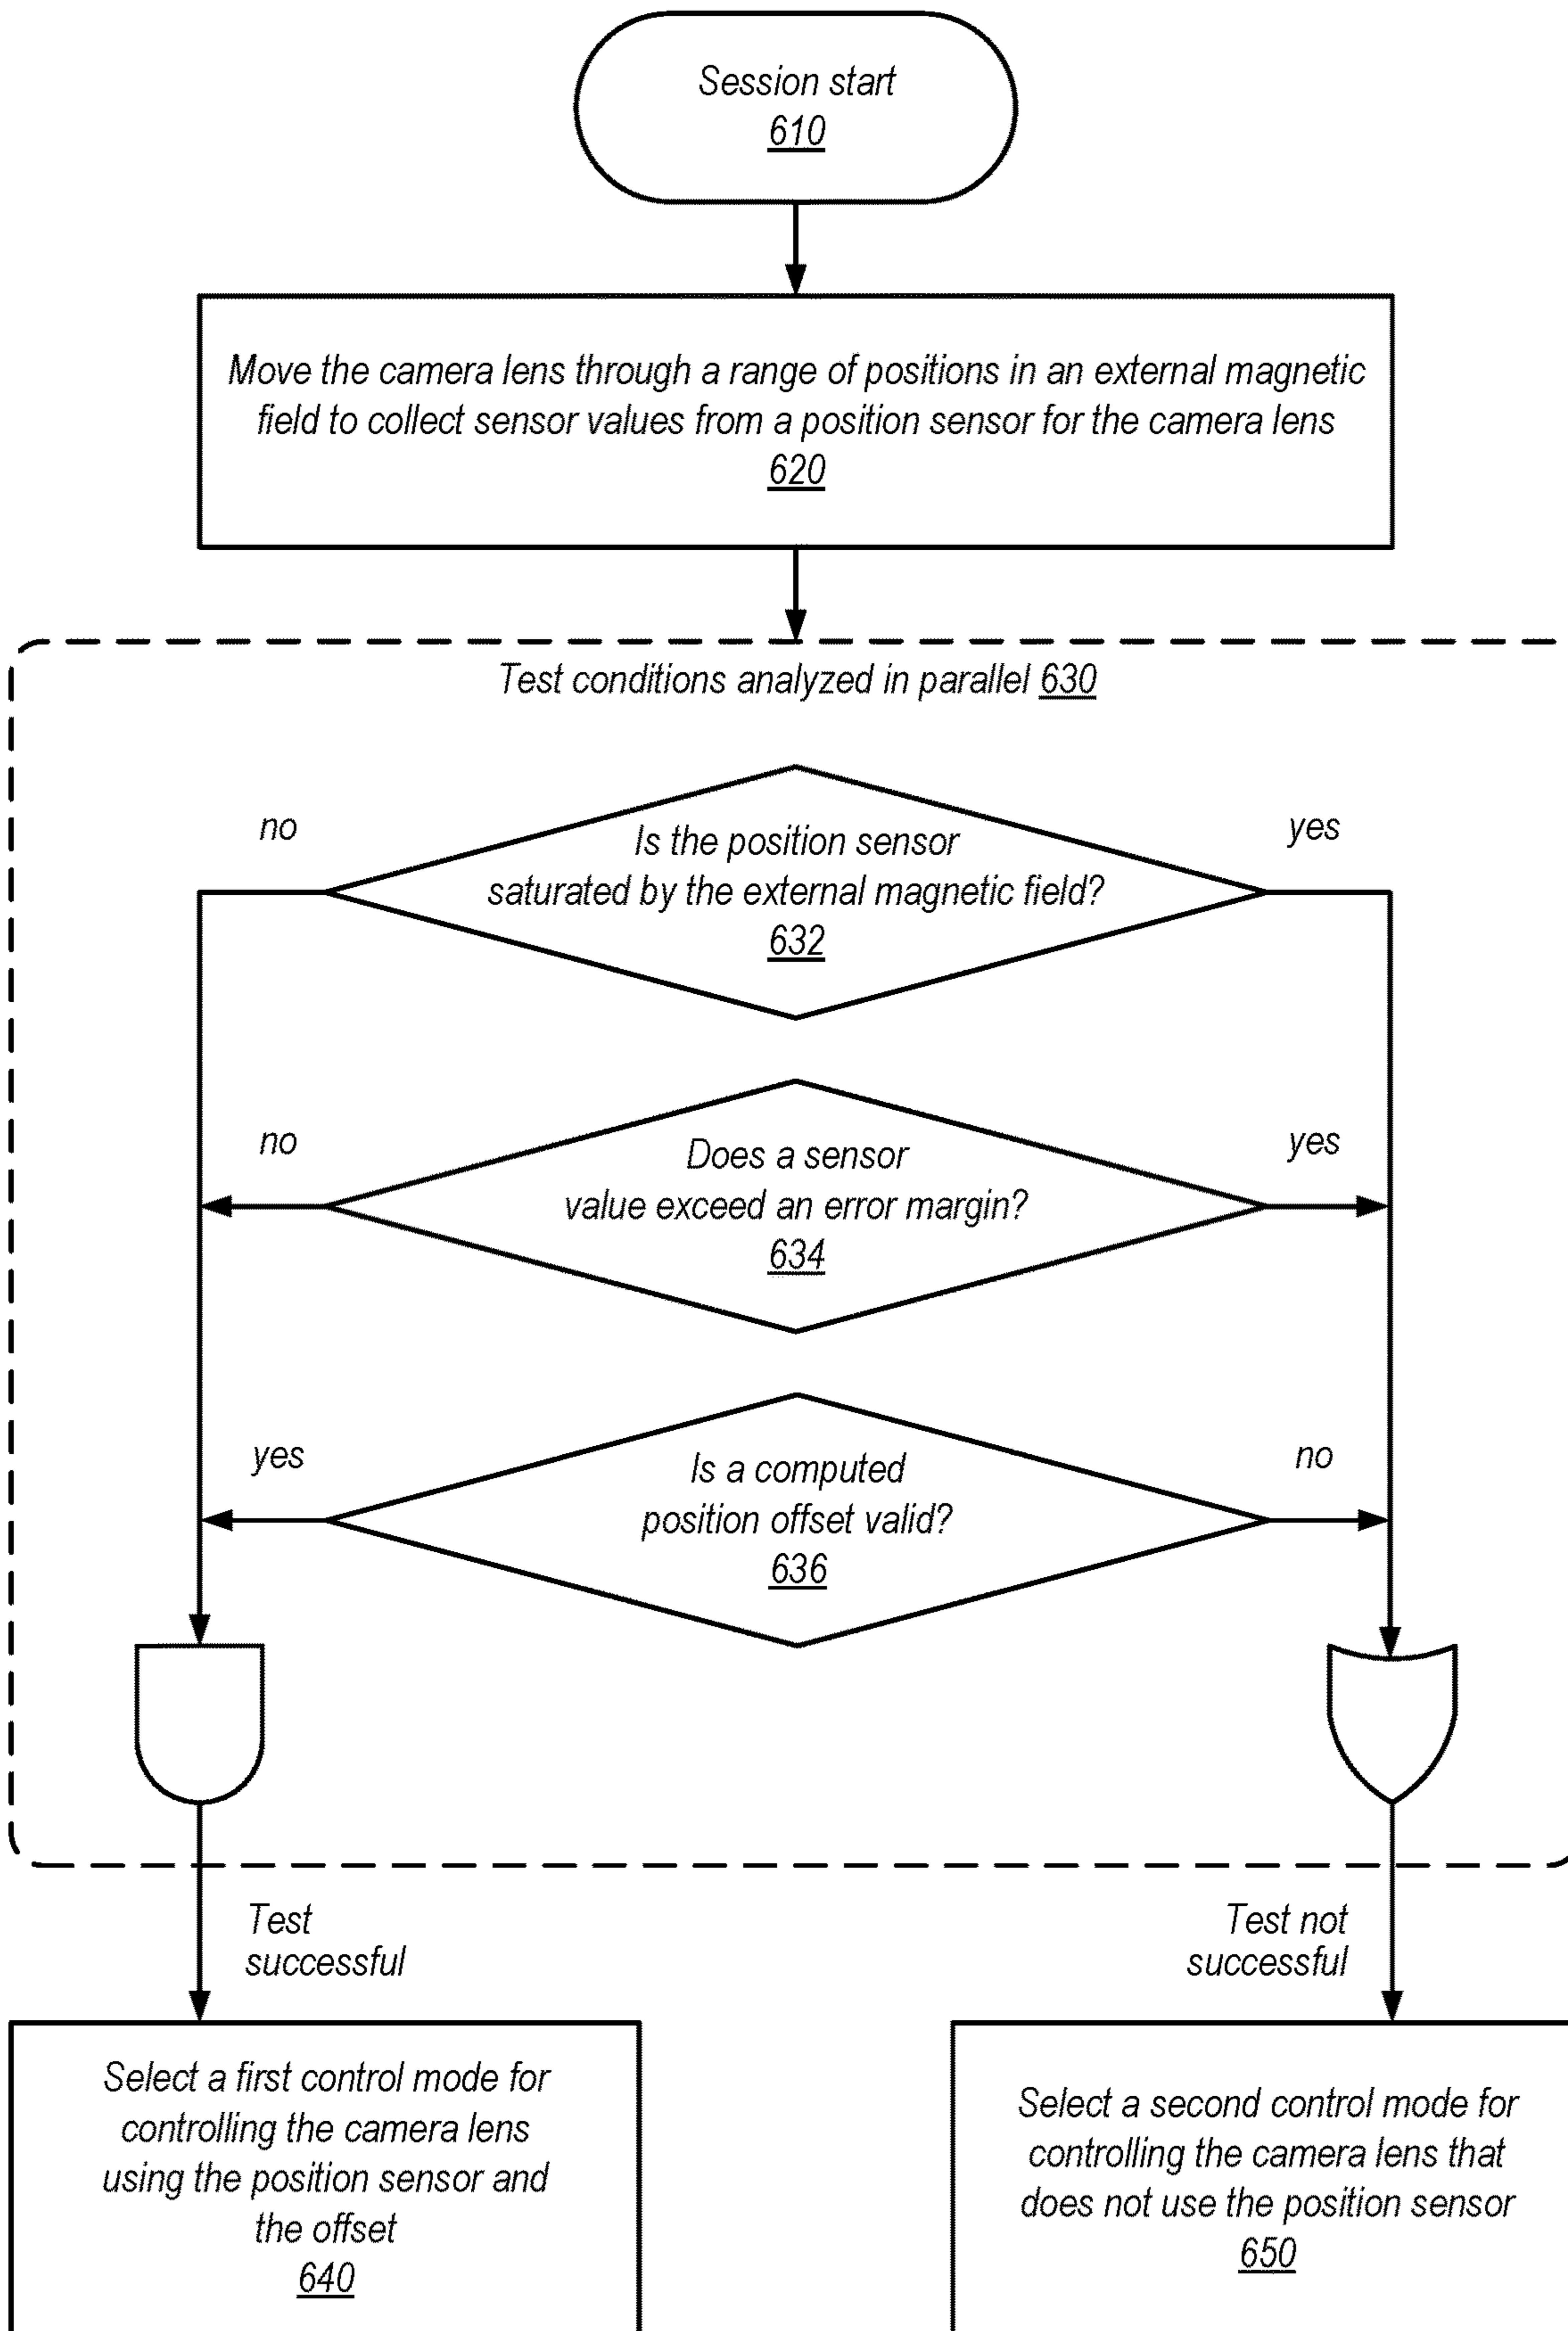 Session start
610
Move the camera lens through a range of positions in an external magnetic
field to collect sensor values from a position sensor for the camera lens
620
Test conditions analyzed in parallel 630
no
yes
Is the position sensor
saturated by the external magnetic field?
632
no
yes
Does a sensor
value exceed an error margin?
634
yes
no
Is a computed
position offset valid?
636
Test
successful
Test not
successful
Select a first control mode for
controlling the camera lens
using the position sensor and
the offset
640
Select a second control mode for
controlling the camera lens that
does not use the position sensor
650